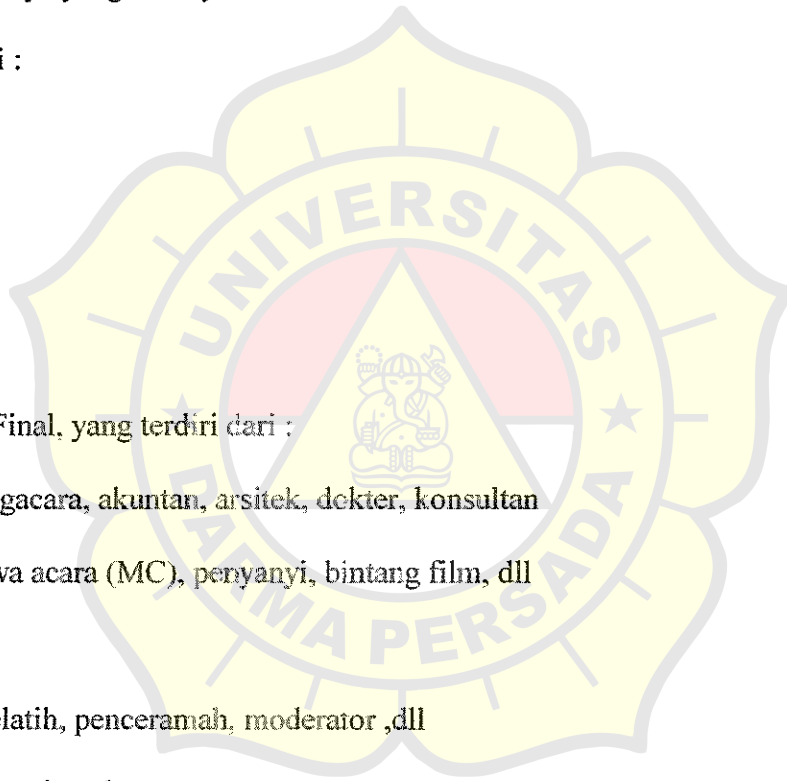 i :
UNIVERSITAS
Final, yang terdiri dari :
gacara, akuntan, arsitek, dokter, konsultan
va acara (MC), penyanyi, bintang film, dll
elatih, penceramah, moderator ,dll
DARMA PERSADA